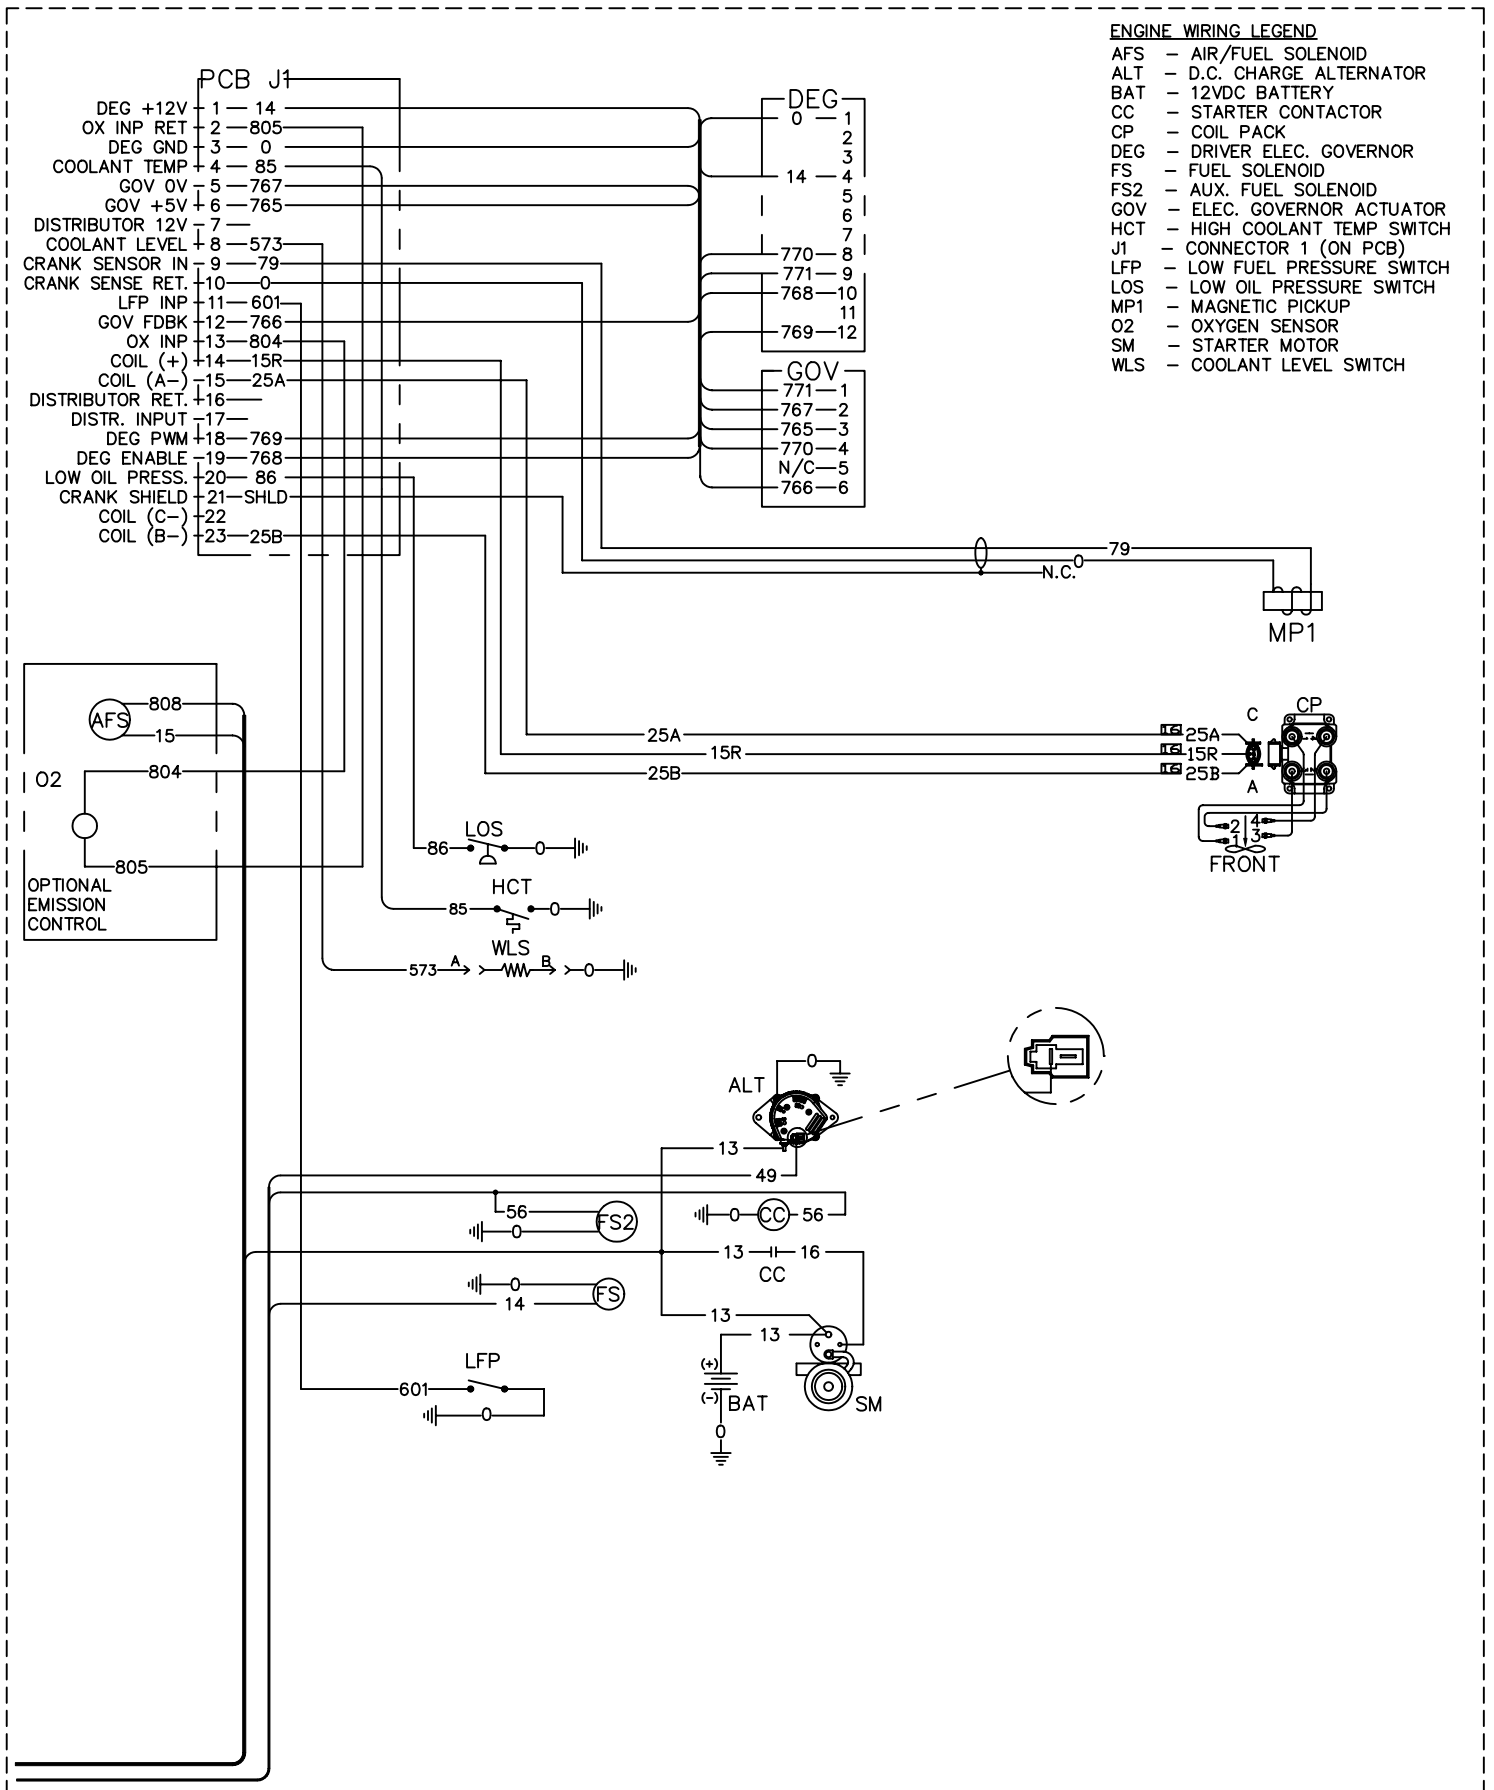 ENGINE WIRING LEGEND
AFS – AIR/FUEL SOLENOID
ALT – D.C. CHARGE ALTERNATOR
BAT – 12VDC BATTERY
CC – STARTER CONTACTOR
CP – COIL PACK
DEG – DRIVER ELEC. GOVERNOR
FS – FUEL SOLENOID
FS2 – AUX. FUEL SOLENOID
GOV – ELEC. GOVERNOR ACTUATOR
HCT – HIGH COOLANT TEMP SWITCH
J1 – CONNECTOR 1 (ON PCB)
LFP – LOW FUEL PRESSURE SWITCH
LOS – LOW OIL PRESSURE SWITCH
MP1 – MAGNETIC PICKUP
O2 – OXYGEN SENSOR
SM – STARTER MOTOR
WLS – COOLANT LEVEL SWITCH
PCB J1
DEG +12V 1 14
OX INP RET 2 805
DEG GND 3 0
COOLANT TEMP 4 85
GOV 0V 5 767
GOV +5V 6 765
DISTRIBUTOR 12V 7
COOLANT LEVEL 8 573
CRANK SENSOR IN 9 79
CRANK SENSE RET. 10 0
LFP INP 11 601
GOV FDBK 12 766
OX INP 13 804
COIL (+) 14 15R
COIL (A-) 15 25A
DISTRIBUTOR RET. 16
DISTR. INPUT 17
DEG PWM 18 769
DEG ENABLE 19 768
LOW OIL PRESS. 20 86
CRANK SHIELD 21 SHLD
COIL (C-) 22
COIL (B-) 23 25B
DEG
0 1
2
3
14 4
5
6
7
770 8
771 9
768 10
11
769 12
GOV
771 1
767 2
765 3
770 4
N/C 5
766 6
79
0
N.C.
MP1
AFS
808
15
O2
804
805
OPTIONAL
EMISSION
CONTROL
25A 16 25A
15R 16 15R
25B 16 25B
C
A
CP
2 4
1 3
FRONT
LOS
86 0
HCT
85 0
WLS
573 A B 0
ALT
0
13
49
56
FS2
0
0 CC 56
13 16
CC
0
FS
14
13
13
(+)
(-)
BAT
0
SM
LFP
601
0